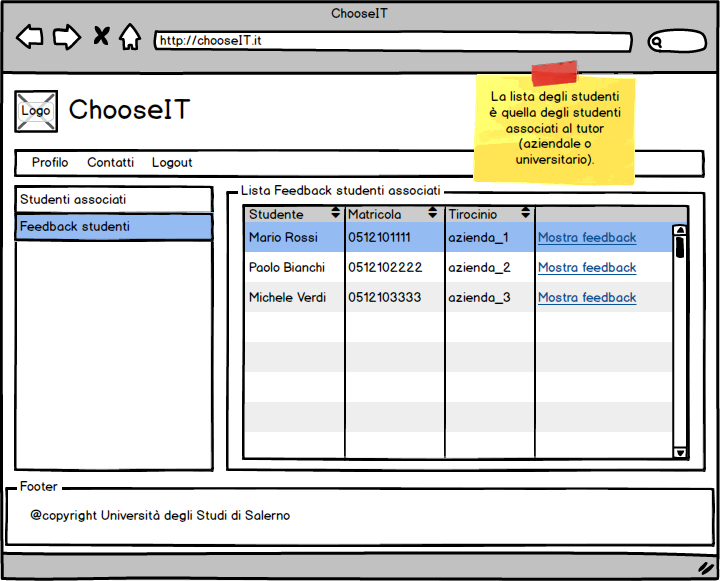 ChooseIT
http://chooseIT.it
La lista degli studenti
è quella degli studenti
associati al tutor
(aziendale o
universitario).
Logo
ChooseIT
Profilo Contatti Logout
Studenti associati
Feedback studenti
Lista Feedback studenti associati
Studente Matricola Tirocinio
Mario Rossi 0512101111 azienda_1 Mostra feedback
Paolo Bianchi 0512102222 azienda_2 Mostra feedback
Michele Verdi 0512103333 azienda_3 Mostra feedback
Footer
@copyright Università degli Studi di Salerno